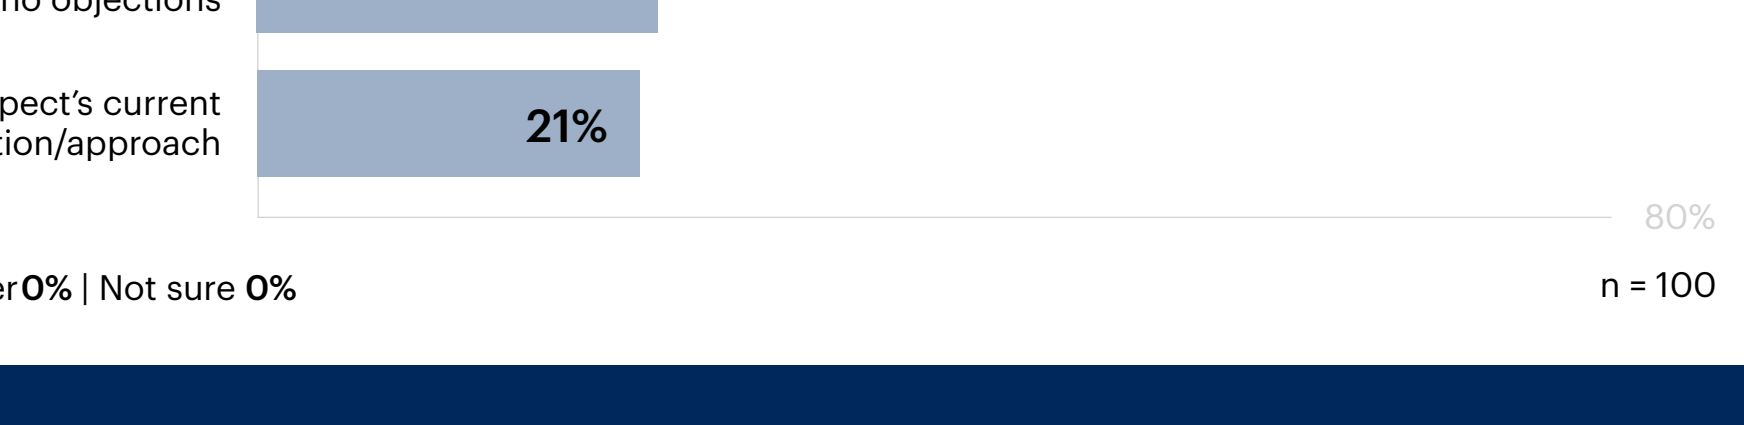 no objections
pect’s current
tion/approach
21%
80%
er 0% | Not sure 0%
n = 100